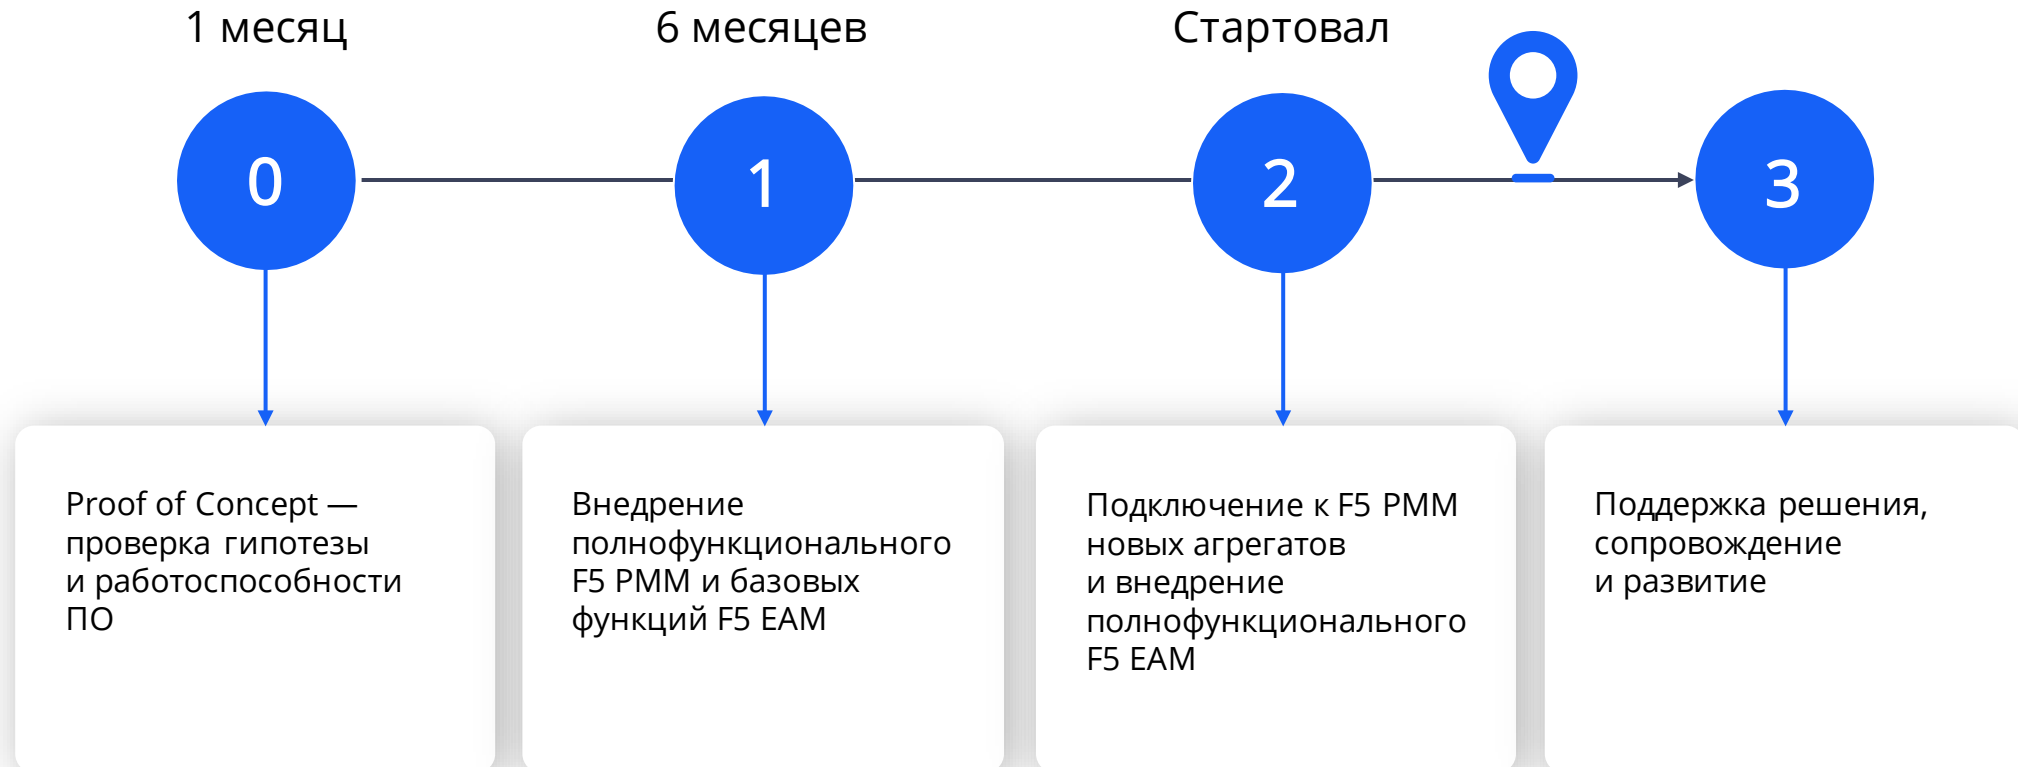 1 месяц
6 месяцев
Стартовал
0
1
2
3
Proof of Concept —
проверка гипотезы
и работоспособности
ПО
Внедрение
полнофункционального
F5 PMM и базовых
функций F5 EAM
Подключение к F5 PMM
новых агрегатов
и внедрение
полнофункционального
F5 EAM
Поддержка решения,
сопровождение
и развитие